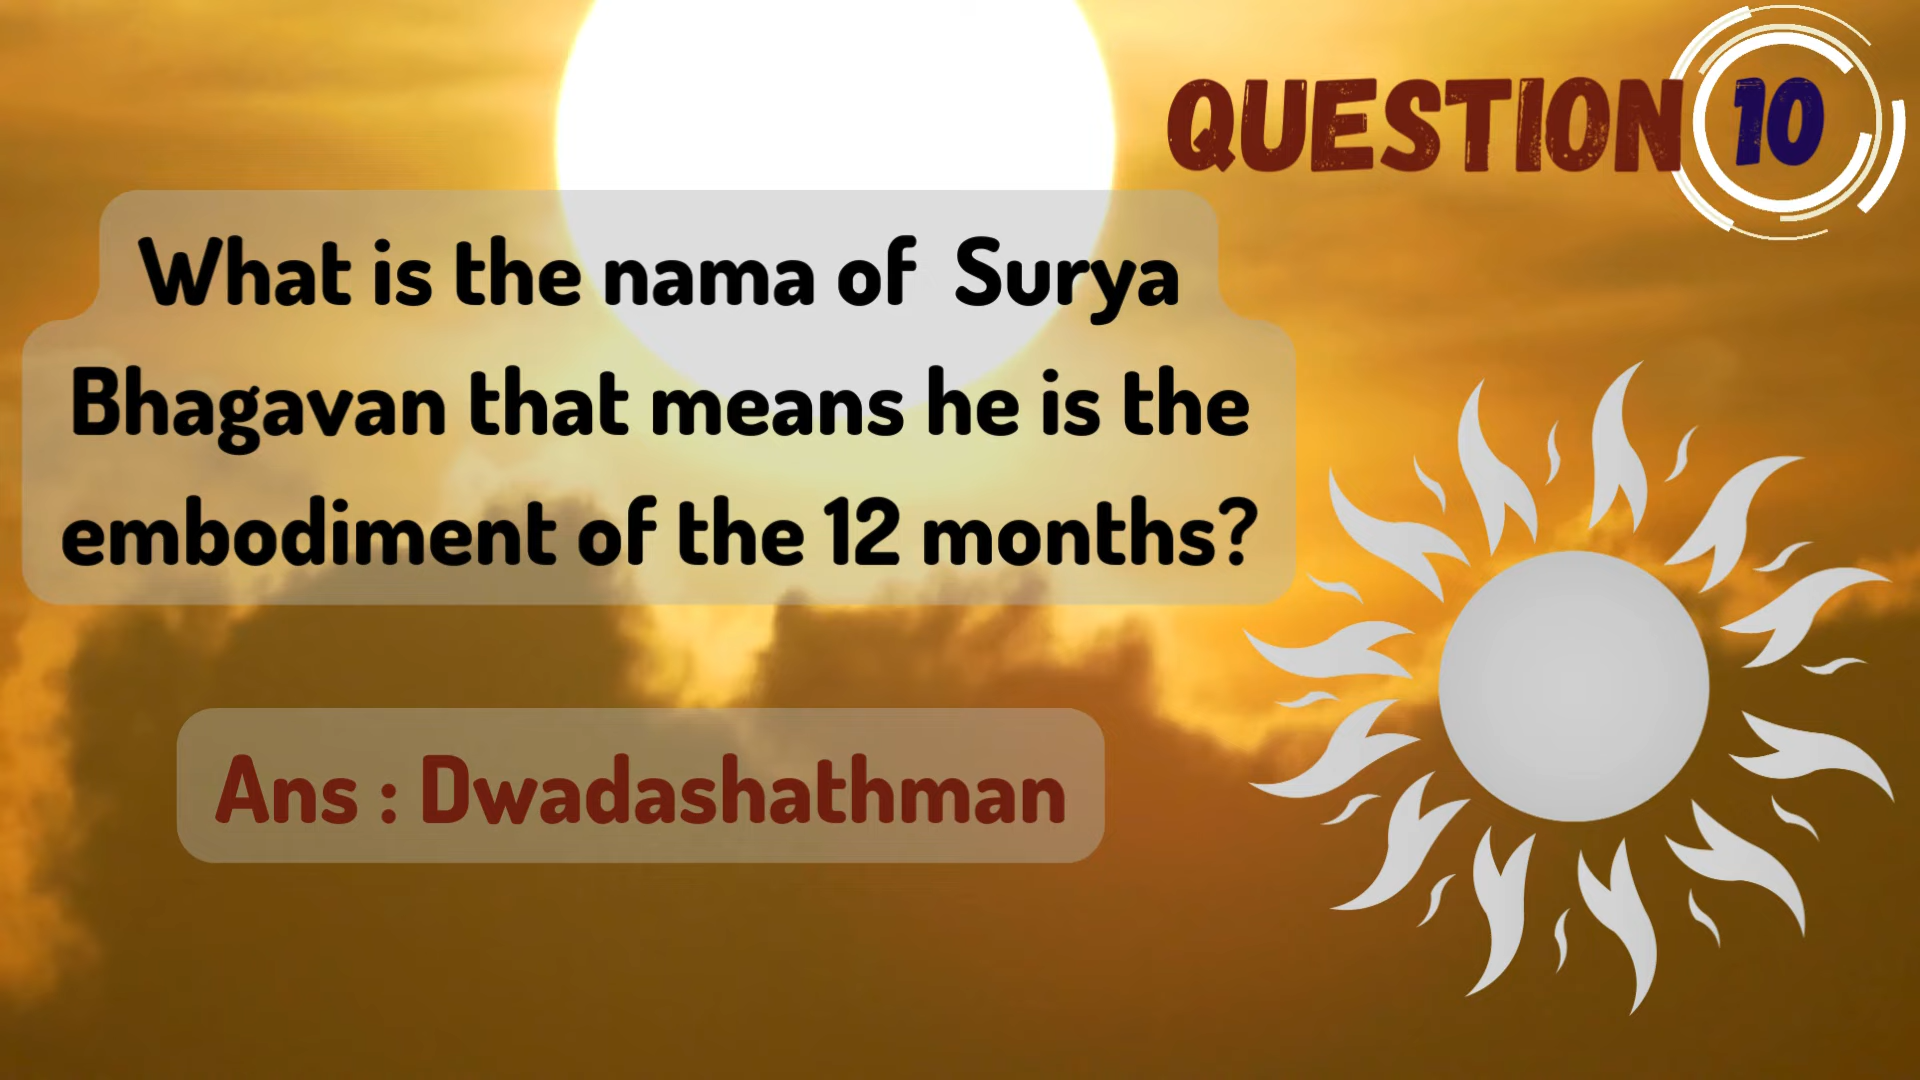 QUESTION 10
What is the nama of Surya
Bhagavan that means he is the
embodiment of the 12 months?
Ans : Dwadashathman